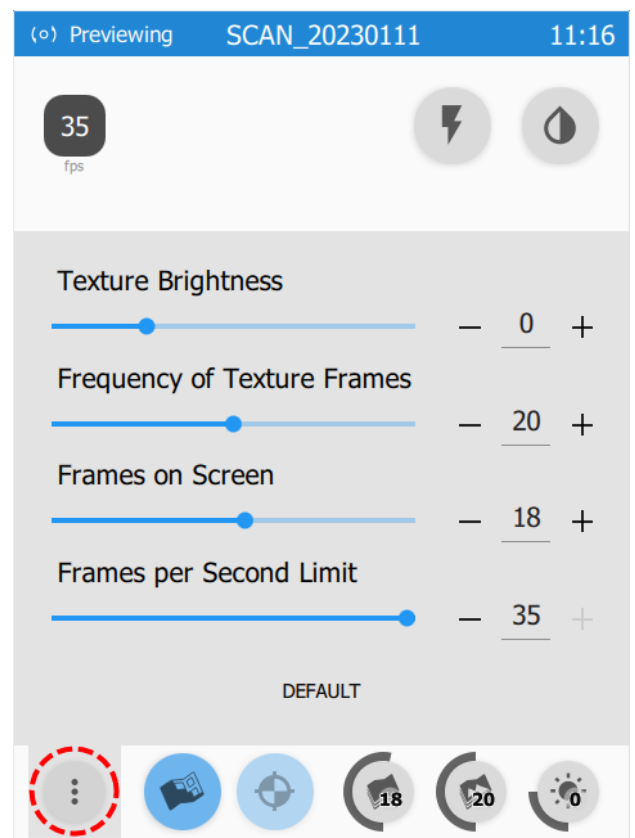 Previewing SCAN_20230111 11:16
35
fps
Texture Brightness
− 0 +
Frequency of Texture Frames
− 20 +
Frames on Screen
− 18 +
Frames per Second Limit
− 35 +
DEFAULT
18 20 0